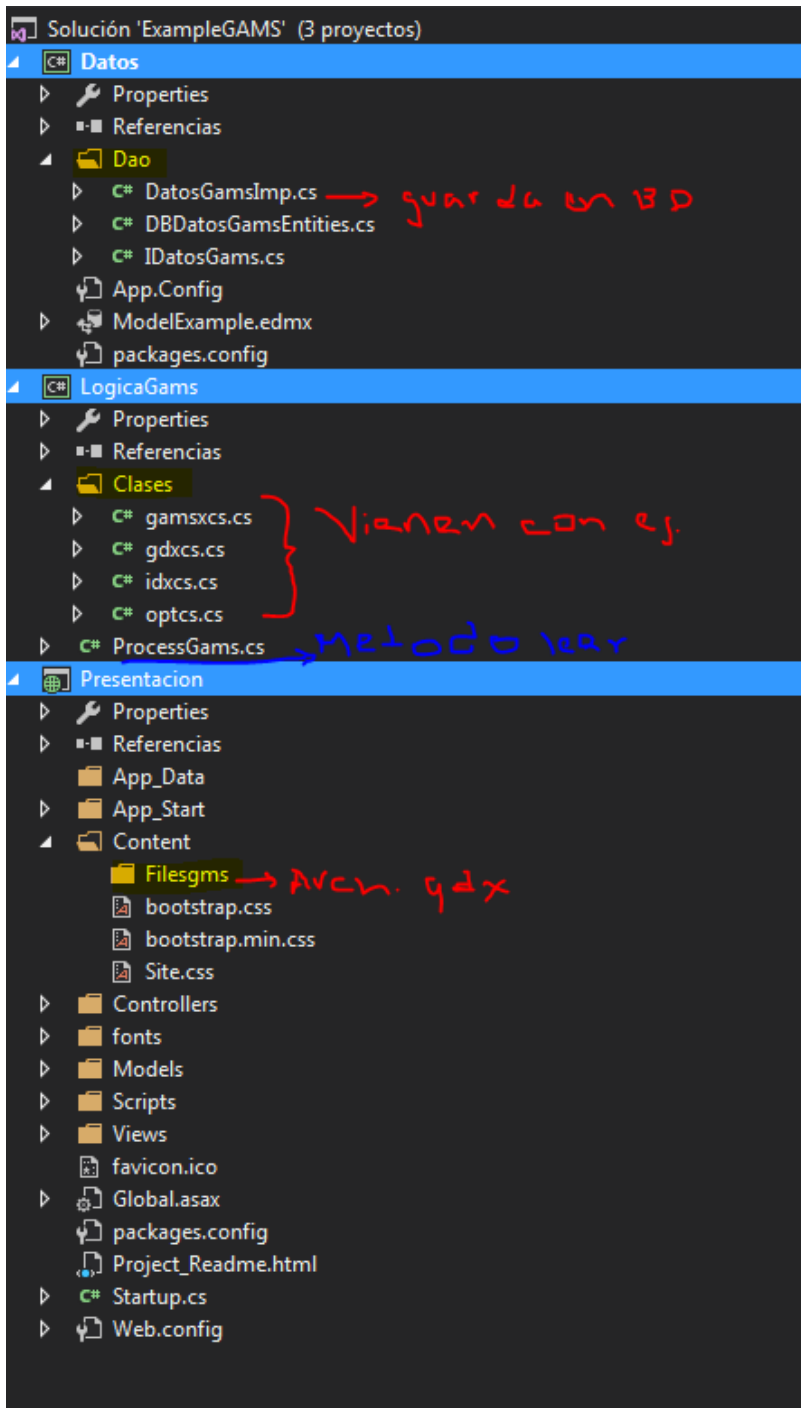 Solución 'ExampleGAMS' (3 proyectos)
C# Datos
Properties
Referencias
Dao
C# DatosGamsImp.cs guarda en BD
C# DBDatosGamsEntities.cs
C# IDatosGams.cs
App.Config
ModelExample.edmx
packages.config
C# LogicaGams
Properties
Referencias
Clases
C# gamsxcs.cs
C# gdxcs.cs Vienen con ej.
C# idxcs.cs
C# optcs.cs
C# ProcessGams.cs Metodo lear
Presentacion
Properties
Referencias
App_Data
App_Start
Content
Filesgms Arch. gdx
bootstrap.css
bootstrap.min.css
Site.css
Controllers
fonts
Models
Scripts
Views
favicon.ico
Global.asax
packages.config
Project_Readme.html
C# Startup.cs
Web.config